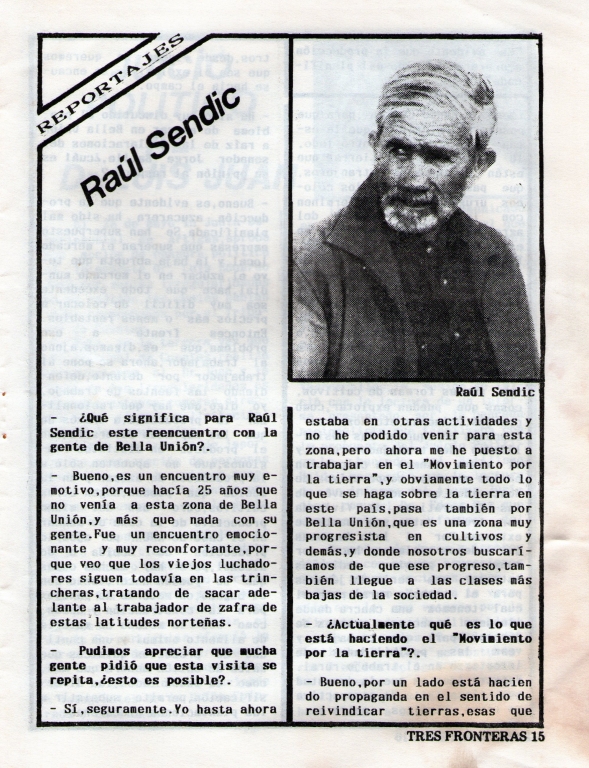 REPORTAJES
Raúl Sendic
Raúl Sendic
- ¿Qué significa para Raúl
Sendic este reencuentro con la
gente de Bella Unión?.
- Bueno,es un encuentro muy e-
motivo,porque hacía 25 años que
no venía a esta zona de Bella
Unión,y más que nada con su
gente.Fue un encuentro emocio-
nante y muy reconfortante,por-
que veo que los viejos luchado-
res siguen todavía en las trin-
cheras,tratando de sacar ade-
lante al trabajador de zafra de
estas latitudes norteñas.
- Pudimos apreciar que mucha
gente pidió que esta visita se
repita,¿esto es posible?.
- Sí,seguramente.Yo hasta ahora
estaba en otras actividades y
no he podido venir para esta
zona,pero ahora me he puesto a
trabajar en el "Movimiento por
la tierra",y obviamente todo lo
que se haga sobre la tierra en
este país,pasa también por
Bella Unión,que es una zona muy
progresista en cultivos y
demás,y donde nosotros buscarí-
amos de que ese progreso,tam-
bién llegue a las clases más
bajas de la sociedad.
- ¿Actualmente qué es lo que
está haciendo el "Movimiento
por la tierra"?.
- Bueno,por un lado está hacien
do propaganda en el sentido de
reivindicar tierras,esas que
TRES FRONTERAS 15